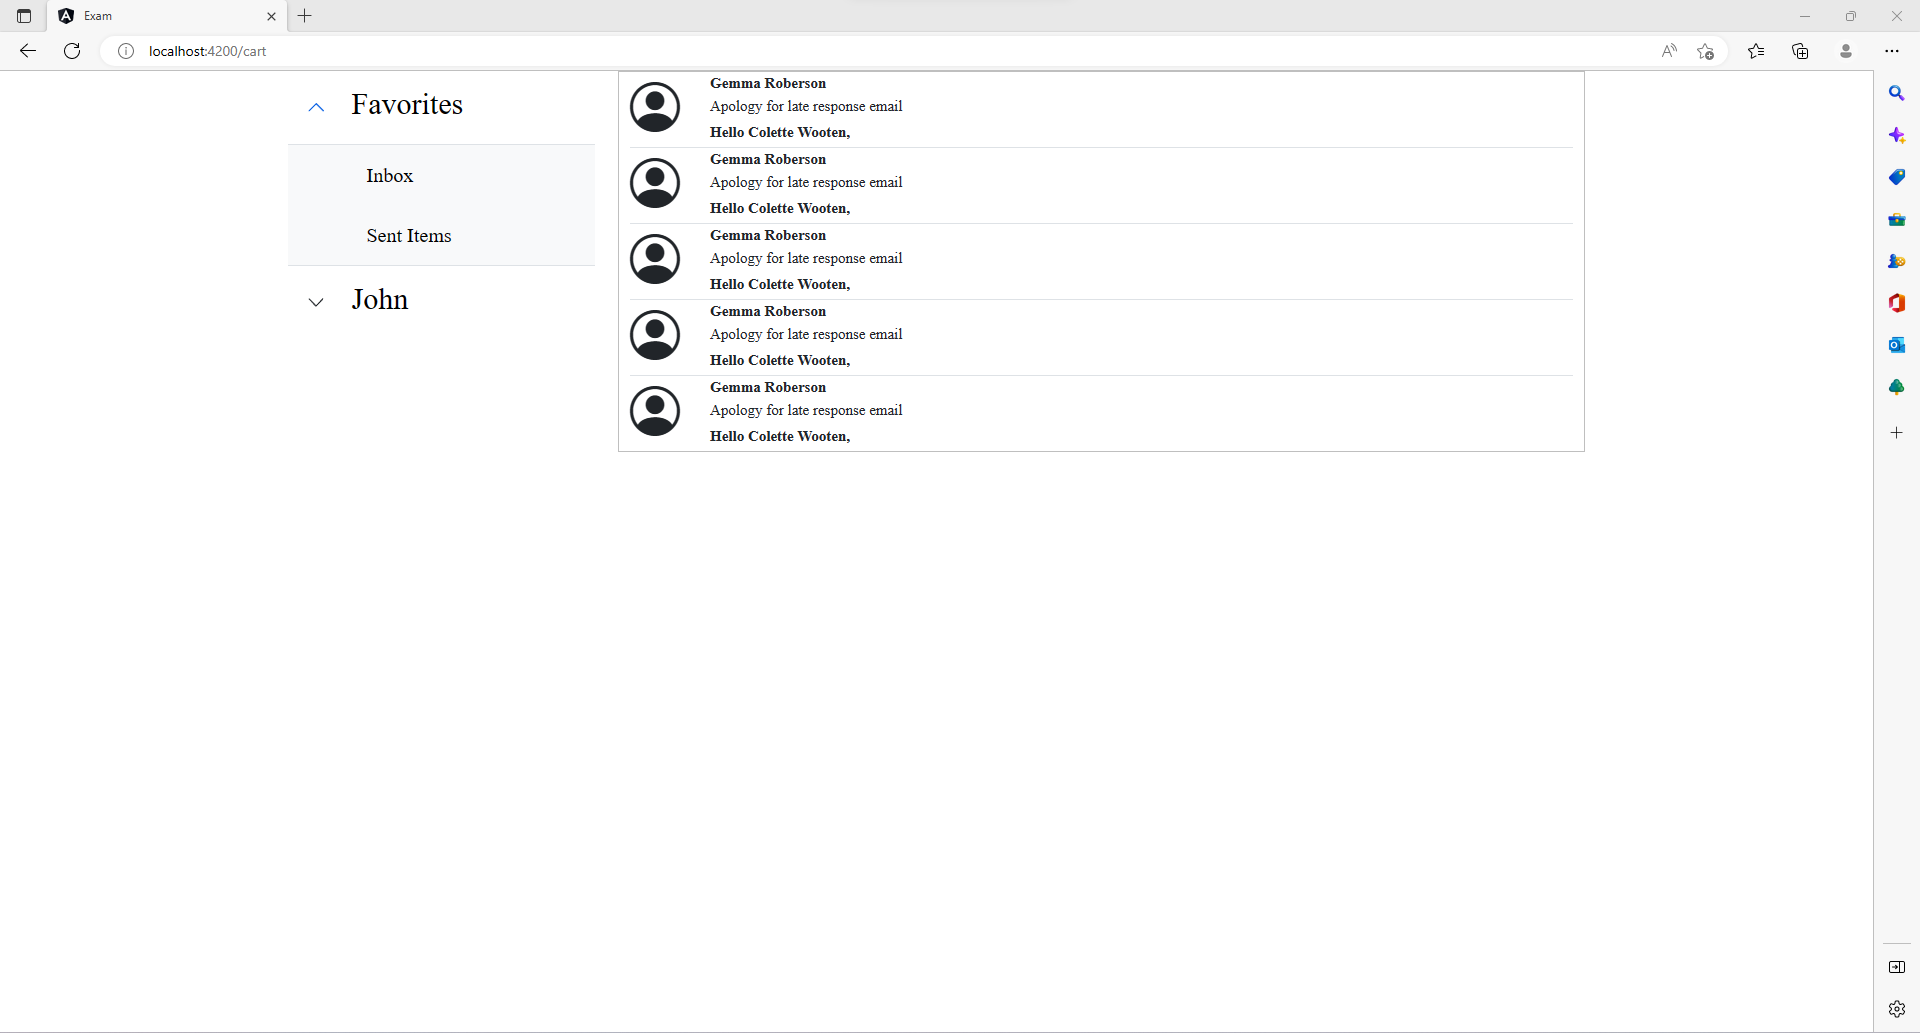 Exam
localhost:4200/cart
Favorites
Inbox
Sent Items
John
Gemma Roberson
Apology for late response email
Hello Colette Wooten,
Gemma Roberson
Apology for late response email
Hello Colette Wooten,
Gemma Roberson
Apology for late response email
Hello Colette Wooten,
Gemma Roberson
Apology for late response email
Hello Colette Wooten,
Gemma Roberson
Apology for late response email
Hello Colette Wooten,